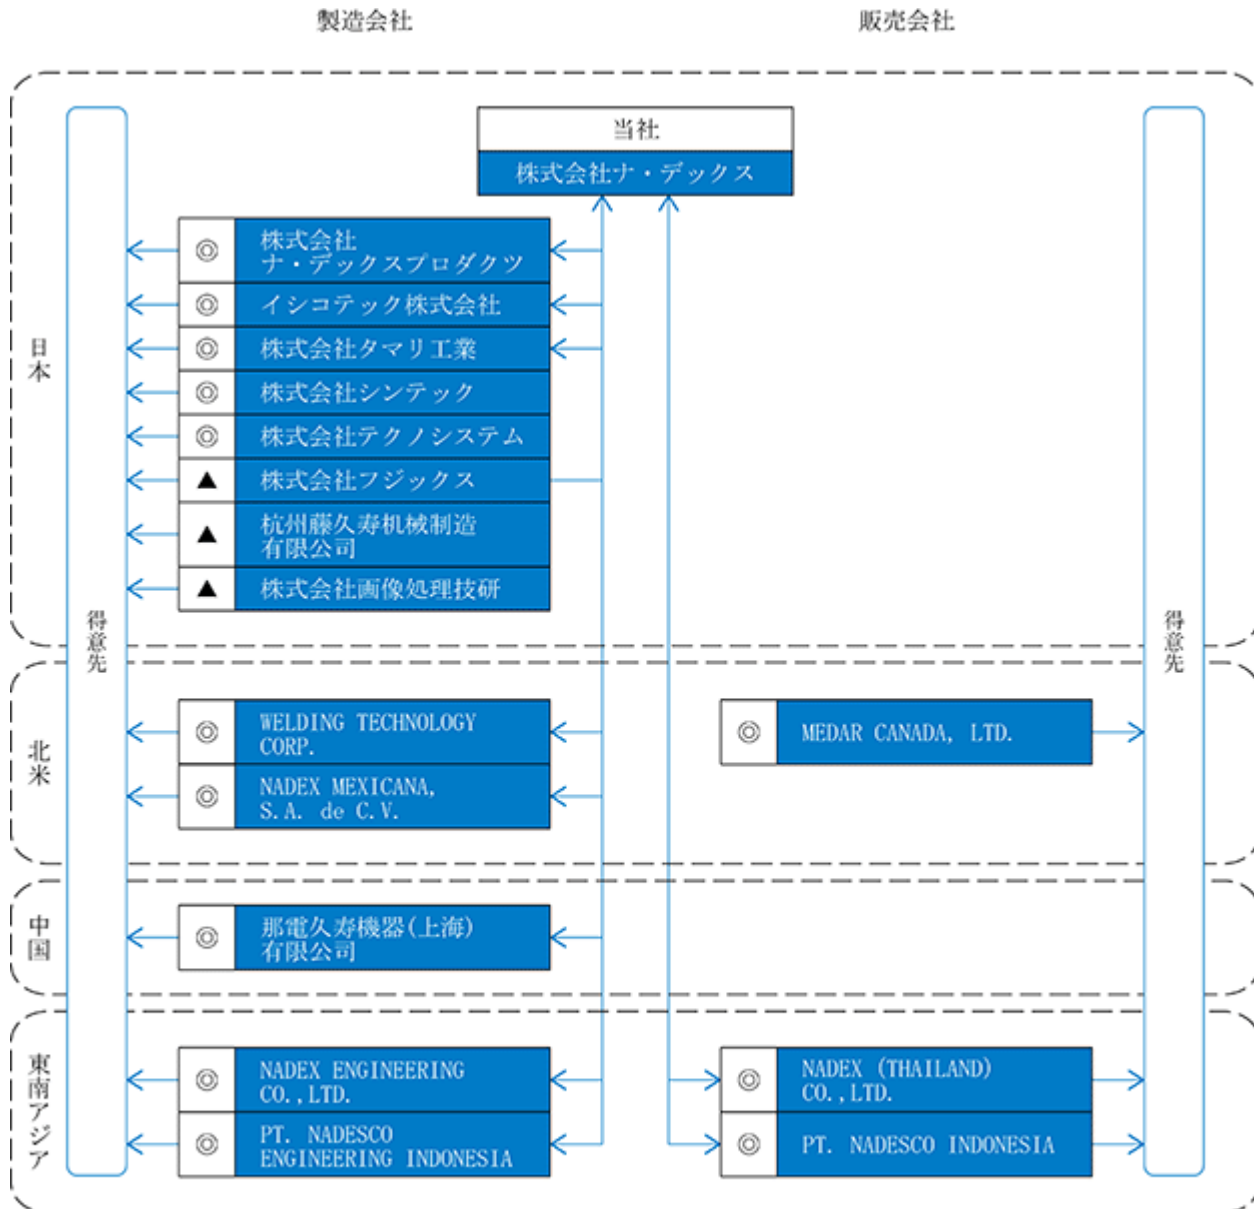 製造会社
販売会社
当社
株式会社ナ・デックス
日本
◎ 株式会社
ナ・デックスプロダクツ
◎ イシコテック株式会社
◎ 株式会社タマリ工業
◎ 株式会社シンテック
◎ 株式会社テクノシステム
▲ 株式会社フジックス
▲ 杭州藤久寿机械制造
有限公司
▲ 株式会社画像処理技研
得意先
得意先
北米
◎ WELDING TECHNOLOGY
CORP.
◎ NADEX MEXICANA,
S.A. de C.V.
◎ MEDAR CANADA, LTD.
中国
◎ 那電久寿機器(上海)
有限公司
東南アジア
◎ NADEX ENGINEERING
CO.,LTD.
◎ PT. NADESCO
ENGINEERING INDONESIA
◎ NADEX (THAILAND)
CO.,LTD.
◎ PT. NADESCO INDONESIA